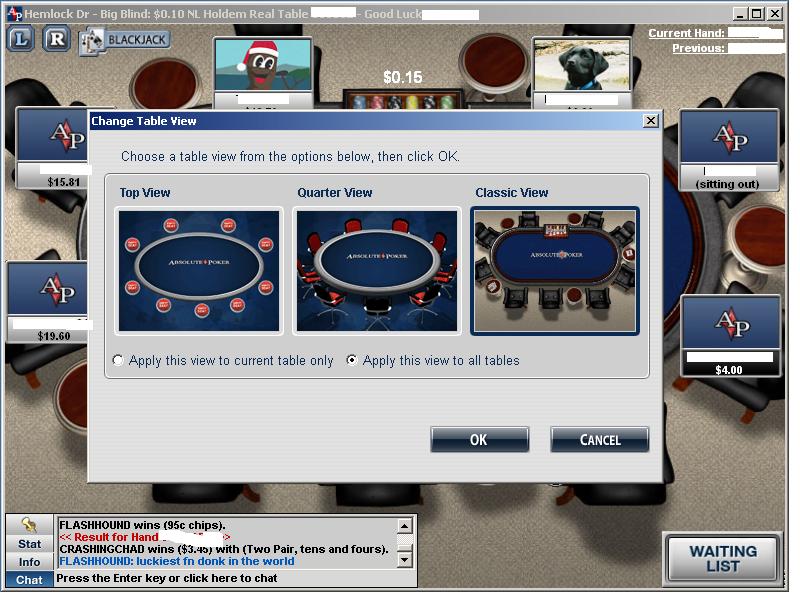 Hemlock Dr - Big Blind: $0.10 NL Holdem Real Table - Good Luck
L R BLACKJACK
Current Hand:
Previous:
$0.15
AP
$15.81
AP
(sitting out)
AP
$19.60
AP
$4.00
Change Table View
Choose a table view from the options below, then click OK.
Top View Quarter View Classic View
ABSOLUTE POKER ABSOLUTE POKER ABSOLUTE POKER
Apply this view to current table only Apply this view to all tables
OK CANCEL
Stat
Info
Chat
FLASHHOUND wins (95c chips).
<< Result for Hand >>
CRASHINGCHAD wins ($3.45) with (Two Pair, tens and fours).
FLASHHOUND: luckiest fn donk in the world
Press the Enter key or click here to chat
WAITING
LIST